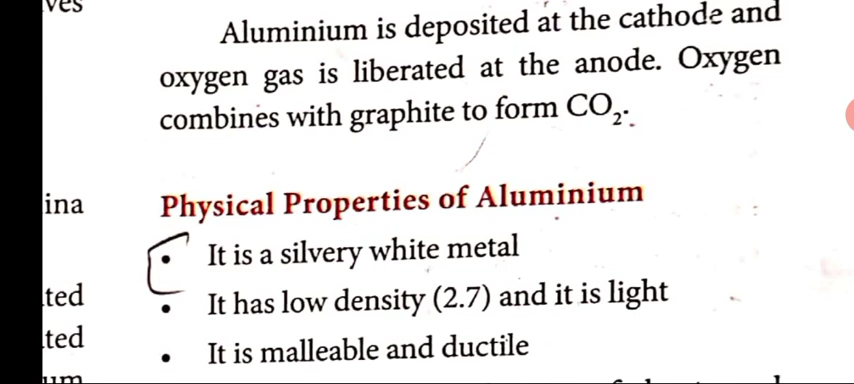 ves
Aluminium is deposited at the cathode and
oxygen gas is liberated at the anode. Oxygen
combines with graphite to form CO₂.
ina
Physical Properties of Aluminium
• It is a silvery white metal
ted
• It has low density (2.7) and it is light
ted
• It is malleable and ductile
um